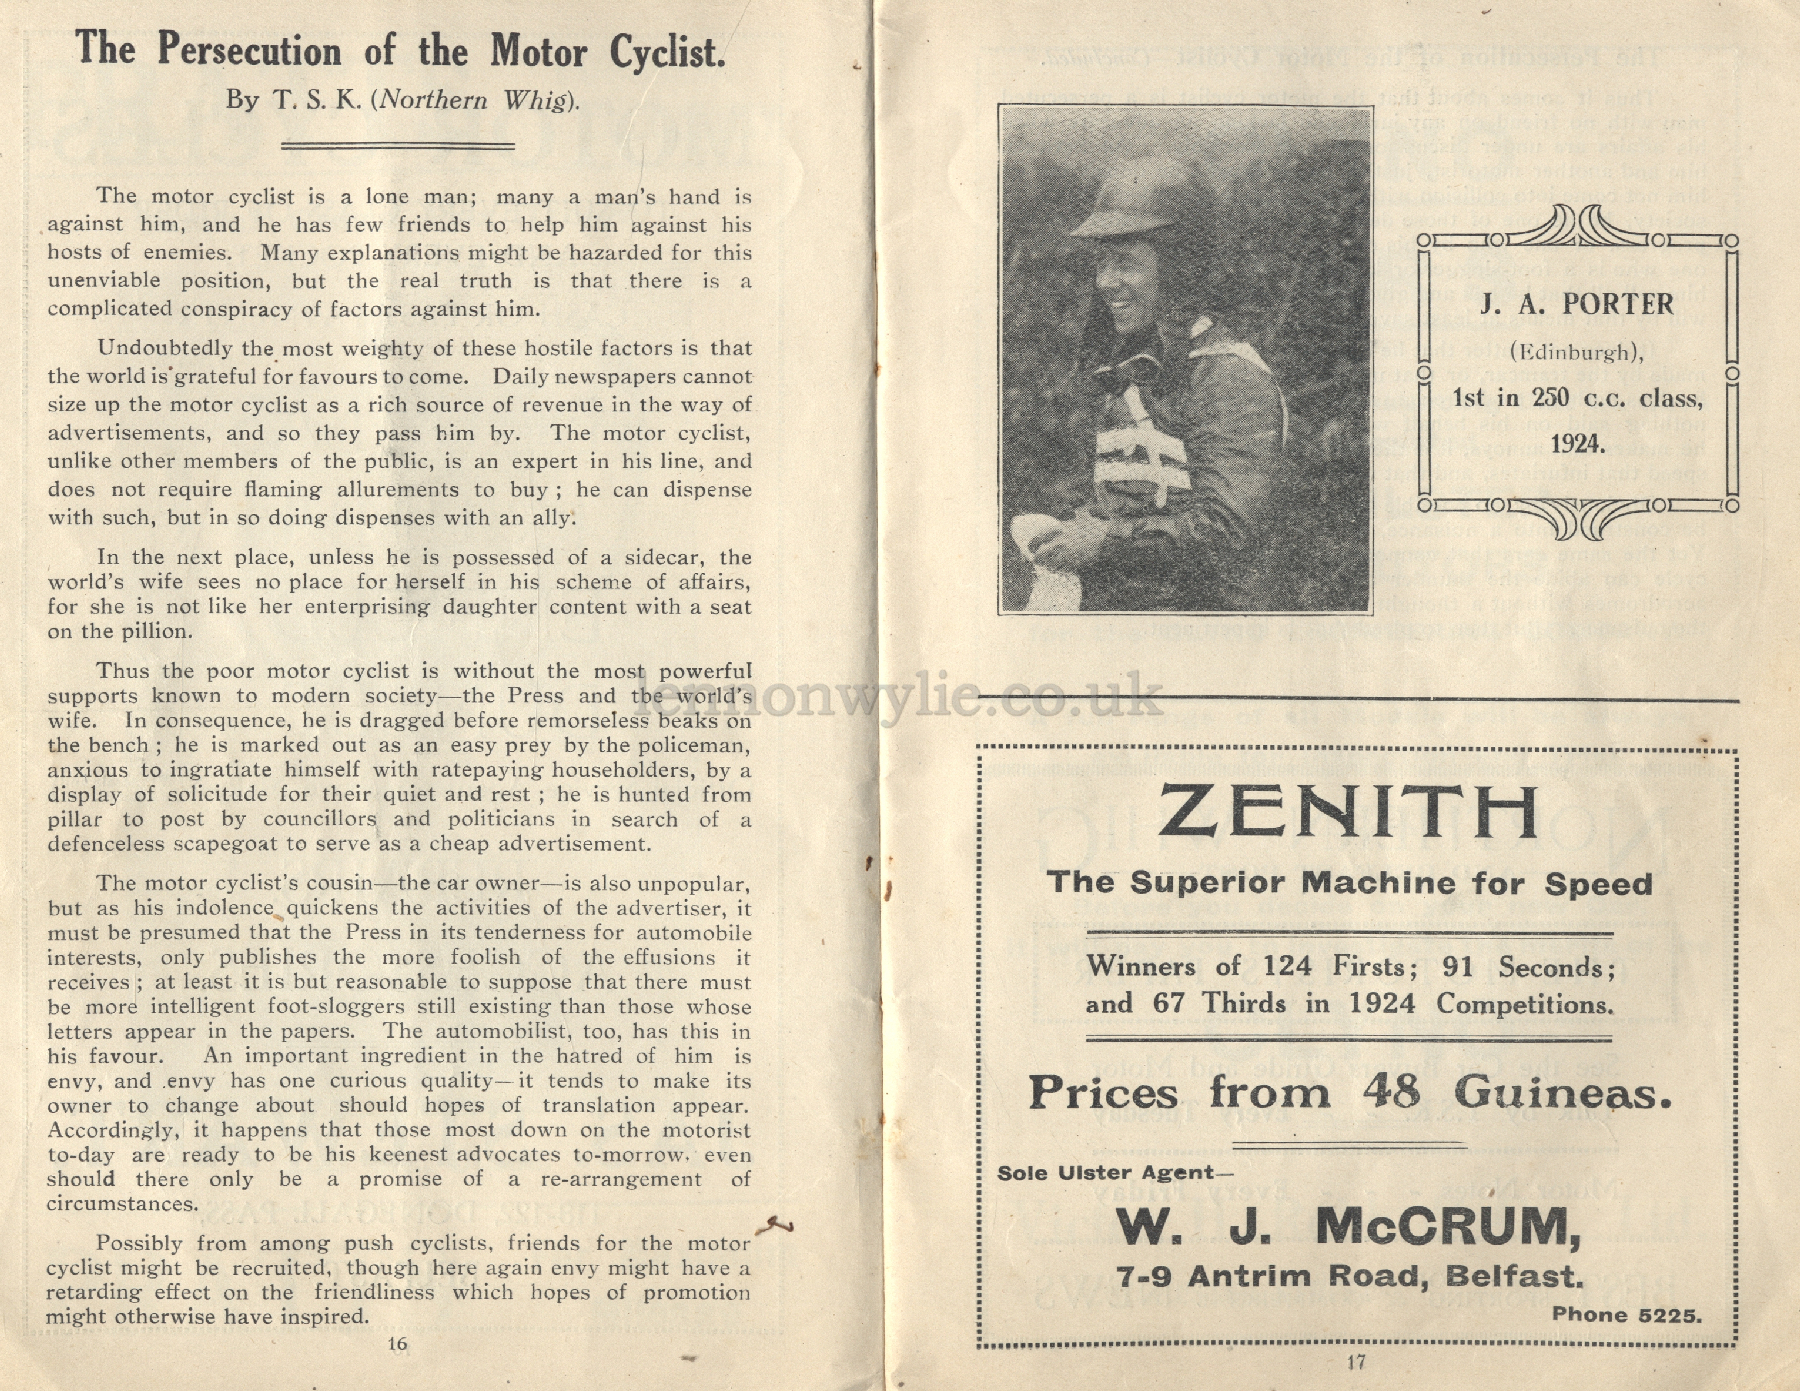 The Persecution of the Motor Cyclist.
By T. S. K. (Northern Whig).
The motor cyclist is a lone man; many a man's hand is
against him, and he has few friends to help him against his
hosts of enemies. Many explanations might be hazarded for this
unenviable position, but the real truth is that there is a
complicated conspiracy of factors against him.
Undoubtedly the most weighty of these hostile factors is that
the world is grateful for favours to come. Daily newspapers cannot
size up the motor cyclist as a rich source of revenue in the way of
advertisements, and so they pass him by. The motor cyclist,
unlike other members of the public, is an expert in his line, and
does not require flaming allurements to buy; he can dispense
with such, but in so doing dispenses with an ally.
In the next place, unless he is possessed of a sidecar, the
world's wife sees no place for herself in his scheme of affairs,
for she is not like her enterprising daughter content with a seat
on the pillion.
Thus the poor motor cyclist is without the most powerful
supports known to modern society—the Press and the world's
wife. In consequence, he is dragged before remorseless beaks on
the bench; he is marked out as an easy prey by the policeman,
anxious to ingratiate himself with ratepaying householders, by a
display of solicitude for their quiet and rest; he is hunted from
pillar to post by councillors and politicians in search of a
defenceless scapegoat to serve as a cheap advertisement.
The motor cyclist's cousin—the car owner—is also unpopular,
but as his indolence quickens the activities of the advertiser, it
must be presumed that the Press in its tenderness for automobile
interests, only publishes the more foolish of the effusions it
receives; at least it is but reasonable to suppose that there must
be more intelligent foot-sloggers still existing than those whose
letters appear in the papers. The automobilist, too, has this in
his favour. An important ingredient in the hatred of him is
envy, and envy has one curious quality—it tends to make its
owner to change about should hopes of translation appear.
Accordingly, it happens that those most down on the motorist
to-day are ready to be his keenest advocates to-morrow, even
should there only be a promise of a re-arrangement of
circumstances.
Possibly from among push cyclists, friends for the motor
cyclist might be recruited, though here again envy might have a
retarding effect on the friendliness which hopes of promotion
might otherwise have inspired.
16
J. A. PORTER
(Edinburgh),
1st in 250 c.c. class,
1924.
lennonwylie.co.uk
ZENITH
The Superior Machine for Speed
Winners of 124 Firsts; 91 Seconds;
and 67 Thirds in 1924 Competitions.
Prices from 48 Guineas.
Sole Ulster Agent—
W. J. McCRUM,
7-9 Antrim Road, Belfast.
Phone 5225.
17